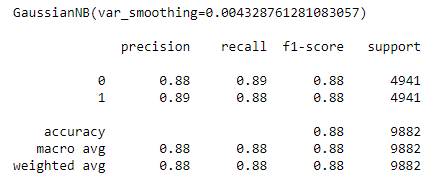 GaussianNB(var_smoothing=0.004328761281083057)
precision recall f1-score support
0 0.88 0.89 0.88 4941
1 0.89 0.88 0.88 4941
accuracy 0.88 9882
macro avg 0.88 0.88 0.88 9882
weighted avg 0.88 0.88 0.88 9882